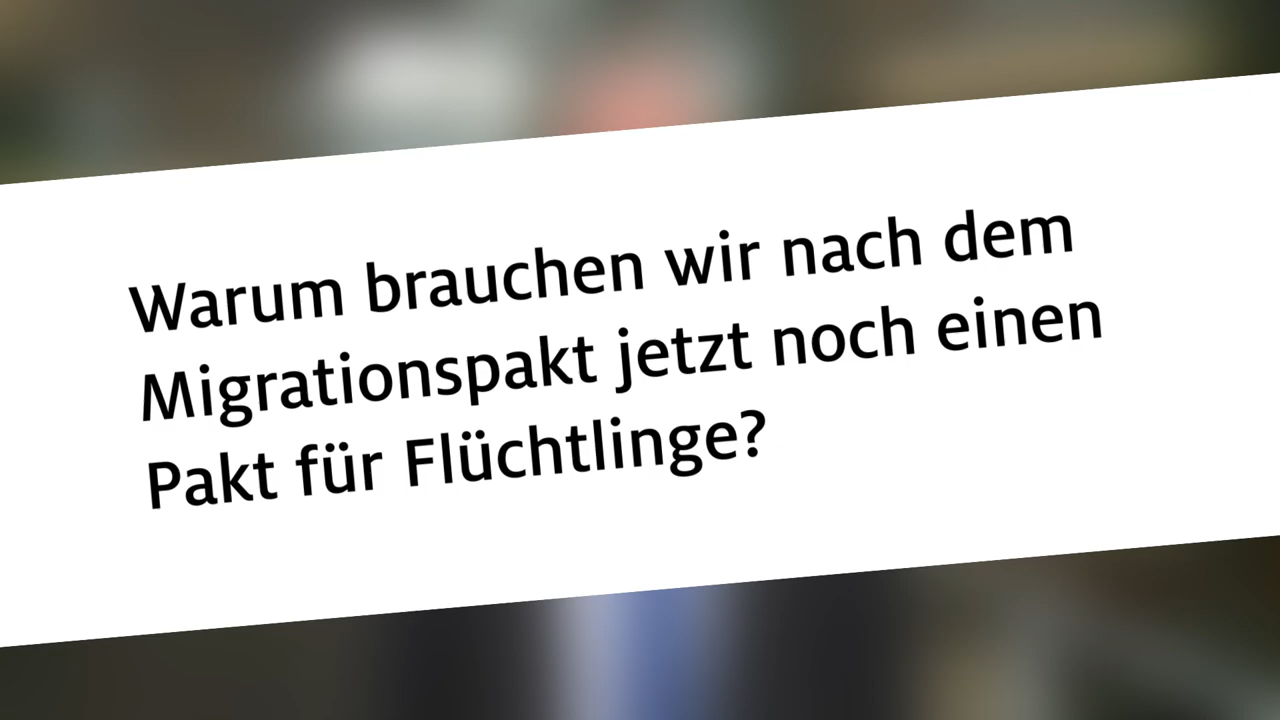 Warum brauchen wir nach dem
Migrationspakt jetzt noch einen
Pakt für Flüchtlinge?